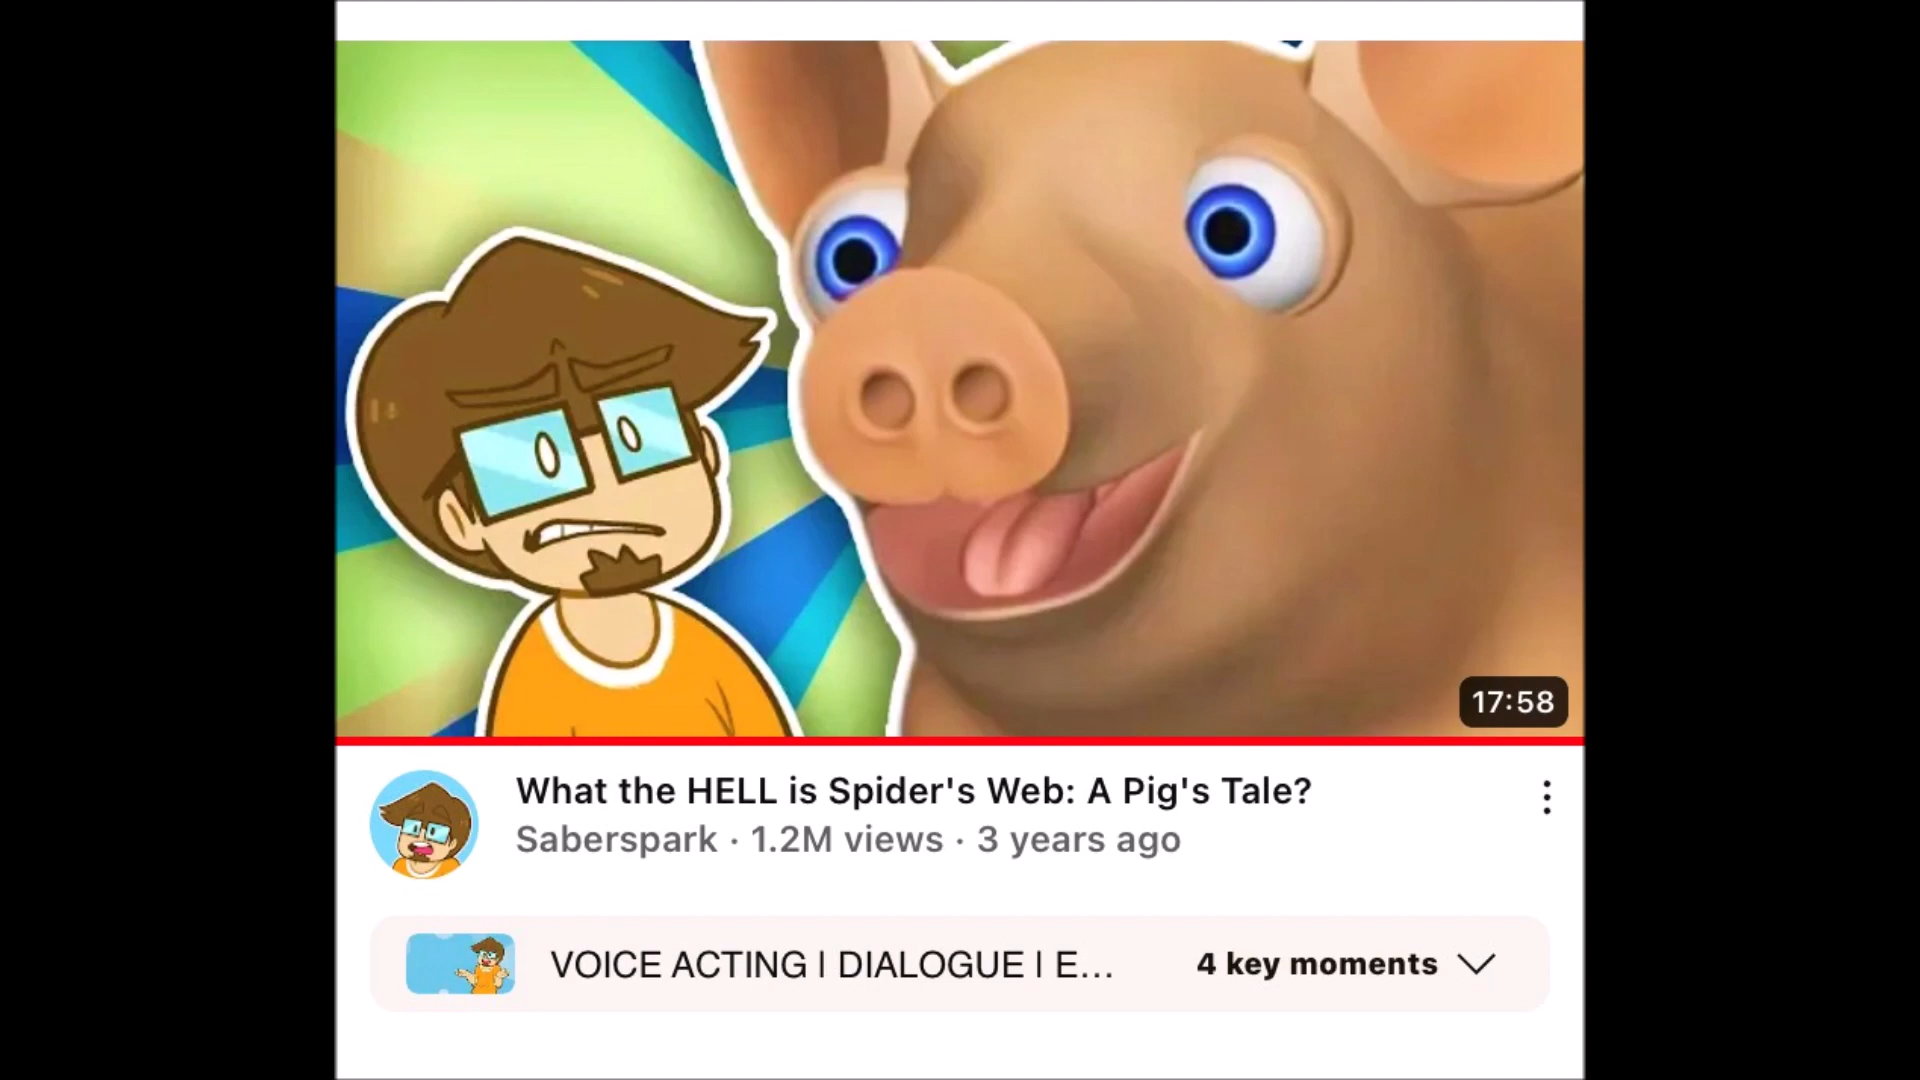 17:58
What the HELL is Spider's Web: A Pig's Tale?
Saberspark · 1.2M views · 3 years ago
VOICE ACTING | DIALOGUE | E... 4 key moments